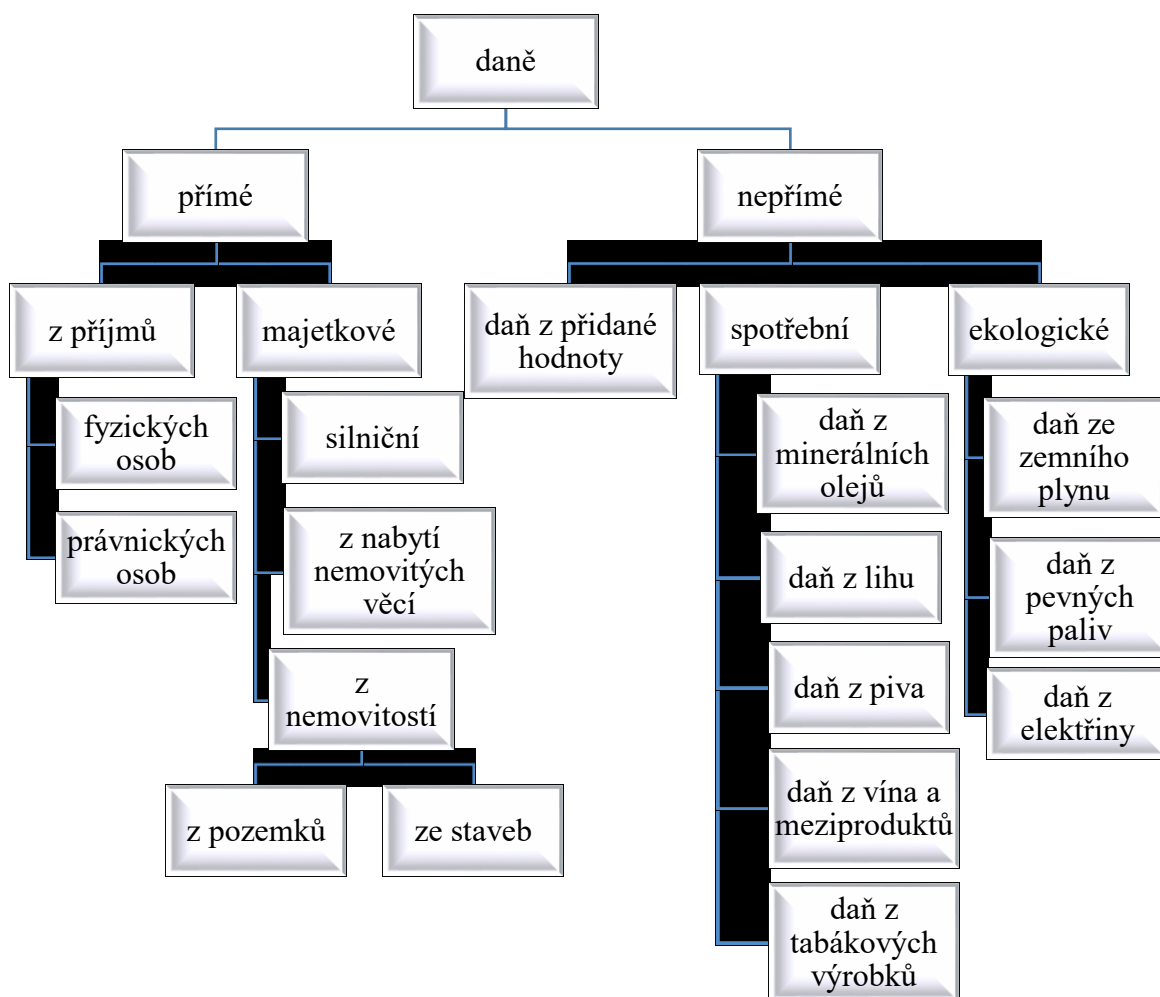 daně
přímé
nepřímé
z příjmů
majetkové
daň z přidané
hodnoty
spotřební
ekologické
fyzických
osob
právnických
osob
silniční
z nabytí
nemovitých
věcí
z
nemovitostí
z pozemků
ze staveb
daň z
minerálních
olejů
daň z lihu
daň z piva
daň z vína a
meziproduktů
daň z
tabákových
výrobků
daň ze
zemního
plynu
daň z
pevných
paliv
daň z
elektřiny